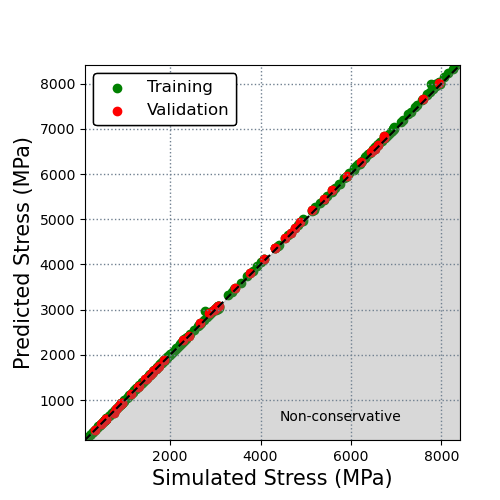 Training
Validation
8000
7000
6000
5000
4000
3000
2000
1000
Predicted Stress (MPa)
Non-conservative
2000
4000
6000
8000
Simulated Stress (MPa)